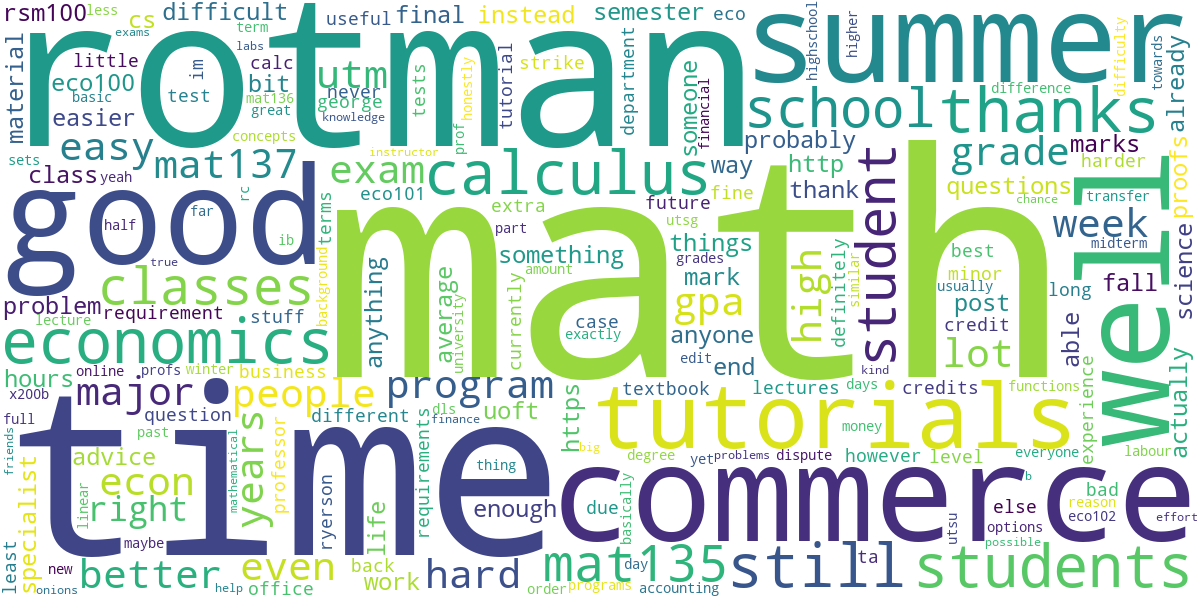 rotman
summer
math
good
time
well
commerce
tutorials
rsm100
less
cs
difficult
useful
final
instead
semester
eco
exams
term
labs
calc
little
material
eco100
basic
easier
im
test
bit
mat136
great
utm
george
never
knowledge
tests
honestly
tutorial
strike
department
someone
financial
highschool
higher
difficulty
towards
already
difference
school
thanks
probably
easy
mat137
concepts
instructor
prof
exam
calculus
way
http
grade
marks
harder
sets
class
yeah
far
rc
eco101
fine
thank
student
questions
transfer
chance
proofs
science
half
ib
terms
extra
part
future
utsg
grades
things
something
week
midterm
best
minor
usually
long
fall
true
background
classes
anything
average
university
currently
amount
case
exactly
mark
gpa
high
definitely
similar
post
credit
able
problem
requirement
stuff
lecture
economics
anyone
edit
end
kind
lot
actually
hours
online
profs
winter
business
major
people
program
https
textbook
lectures
days
credits
functions
experience
x200b
full
question
different
requirements
dls
finance
uoft
big
money
friends
past
years
professor
mathematical
advice
econ
right
linear
specialist
ryerson
life
thing
enough
basically
due
degree
yet
problems
dispute
however
level
everyone
labour
b
bad
reason
else
options
eco102
effort
utsu
possible
maybe
least
new
onions
better
help
office
even
back
work
hard
mat135
day
order
programs
accounting
still
ta
students